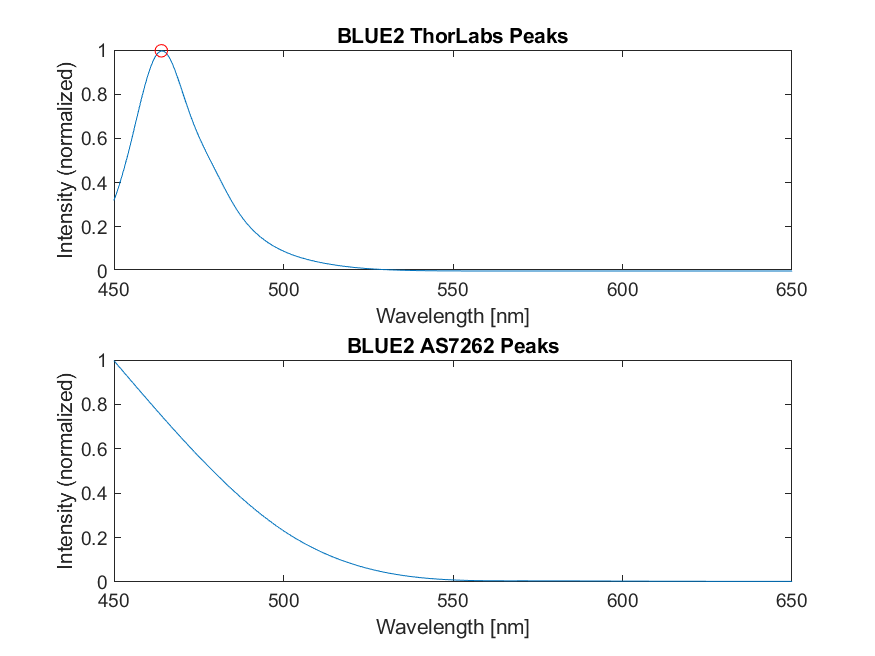 BLUE2 ThorLabs Peaks
Intensity (normalized)
1
0.8
0.6
0.4
0.2
0
450 500 550 600 650
Wavelength [nm]
BLUE2 AS7262 Peaks
Intensity (normalized)
1
0.8
0.6
0.4
0.2
0
450 500 550 600 650
Wavelength [nm]